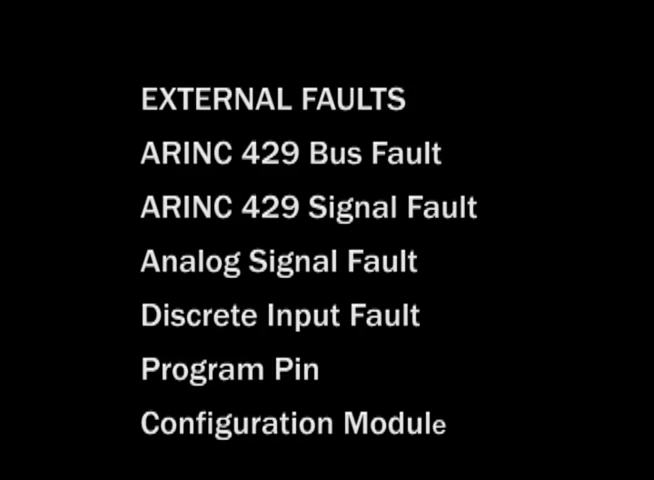 EXTERNAL FAULTS
ARINC 429 Bus Fault
ARINC 429 Signal Fault
Analog Signal Fault
Discrete Input Fault
Program Pin
Configuration Module